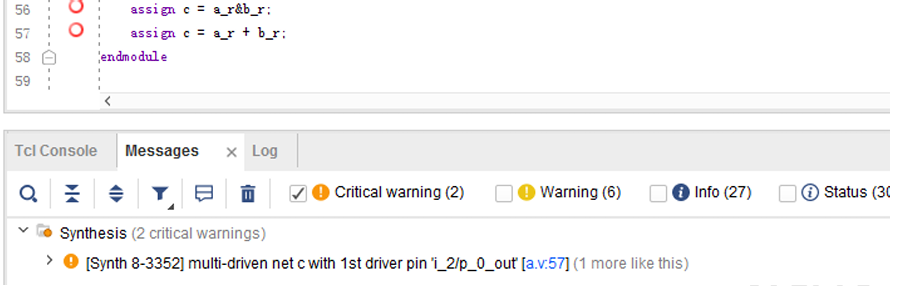 56 assign c = a_r&b_r;
57 assign c = a_r + b_r;
58 endmodule
59
Tcl Console Messages × Log
Critical warning (2) Warning (6) Info (27) Status (30
Synthesis (2 critical warnings)
[Synth 8-3352] multi-driven net c with 1st driver pin 'i_2/p_0_out' [a.v:57] (1 more like this)